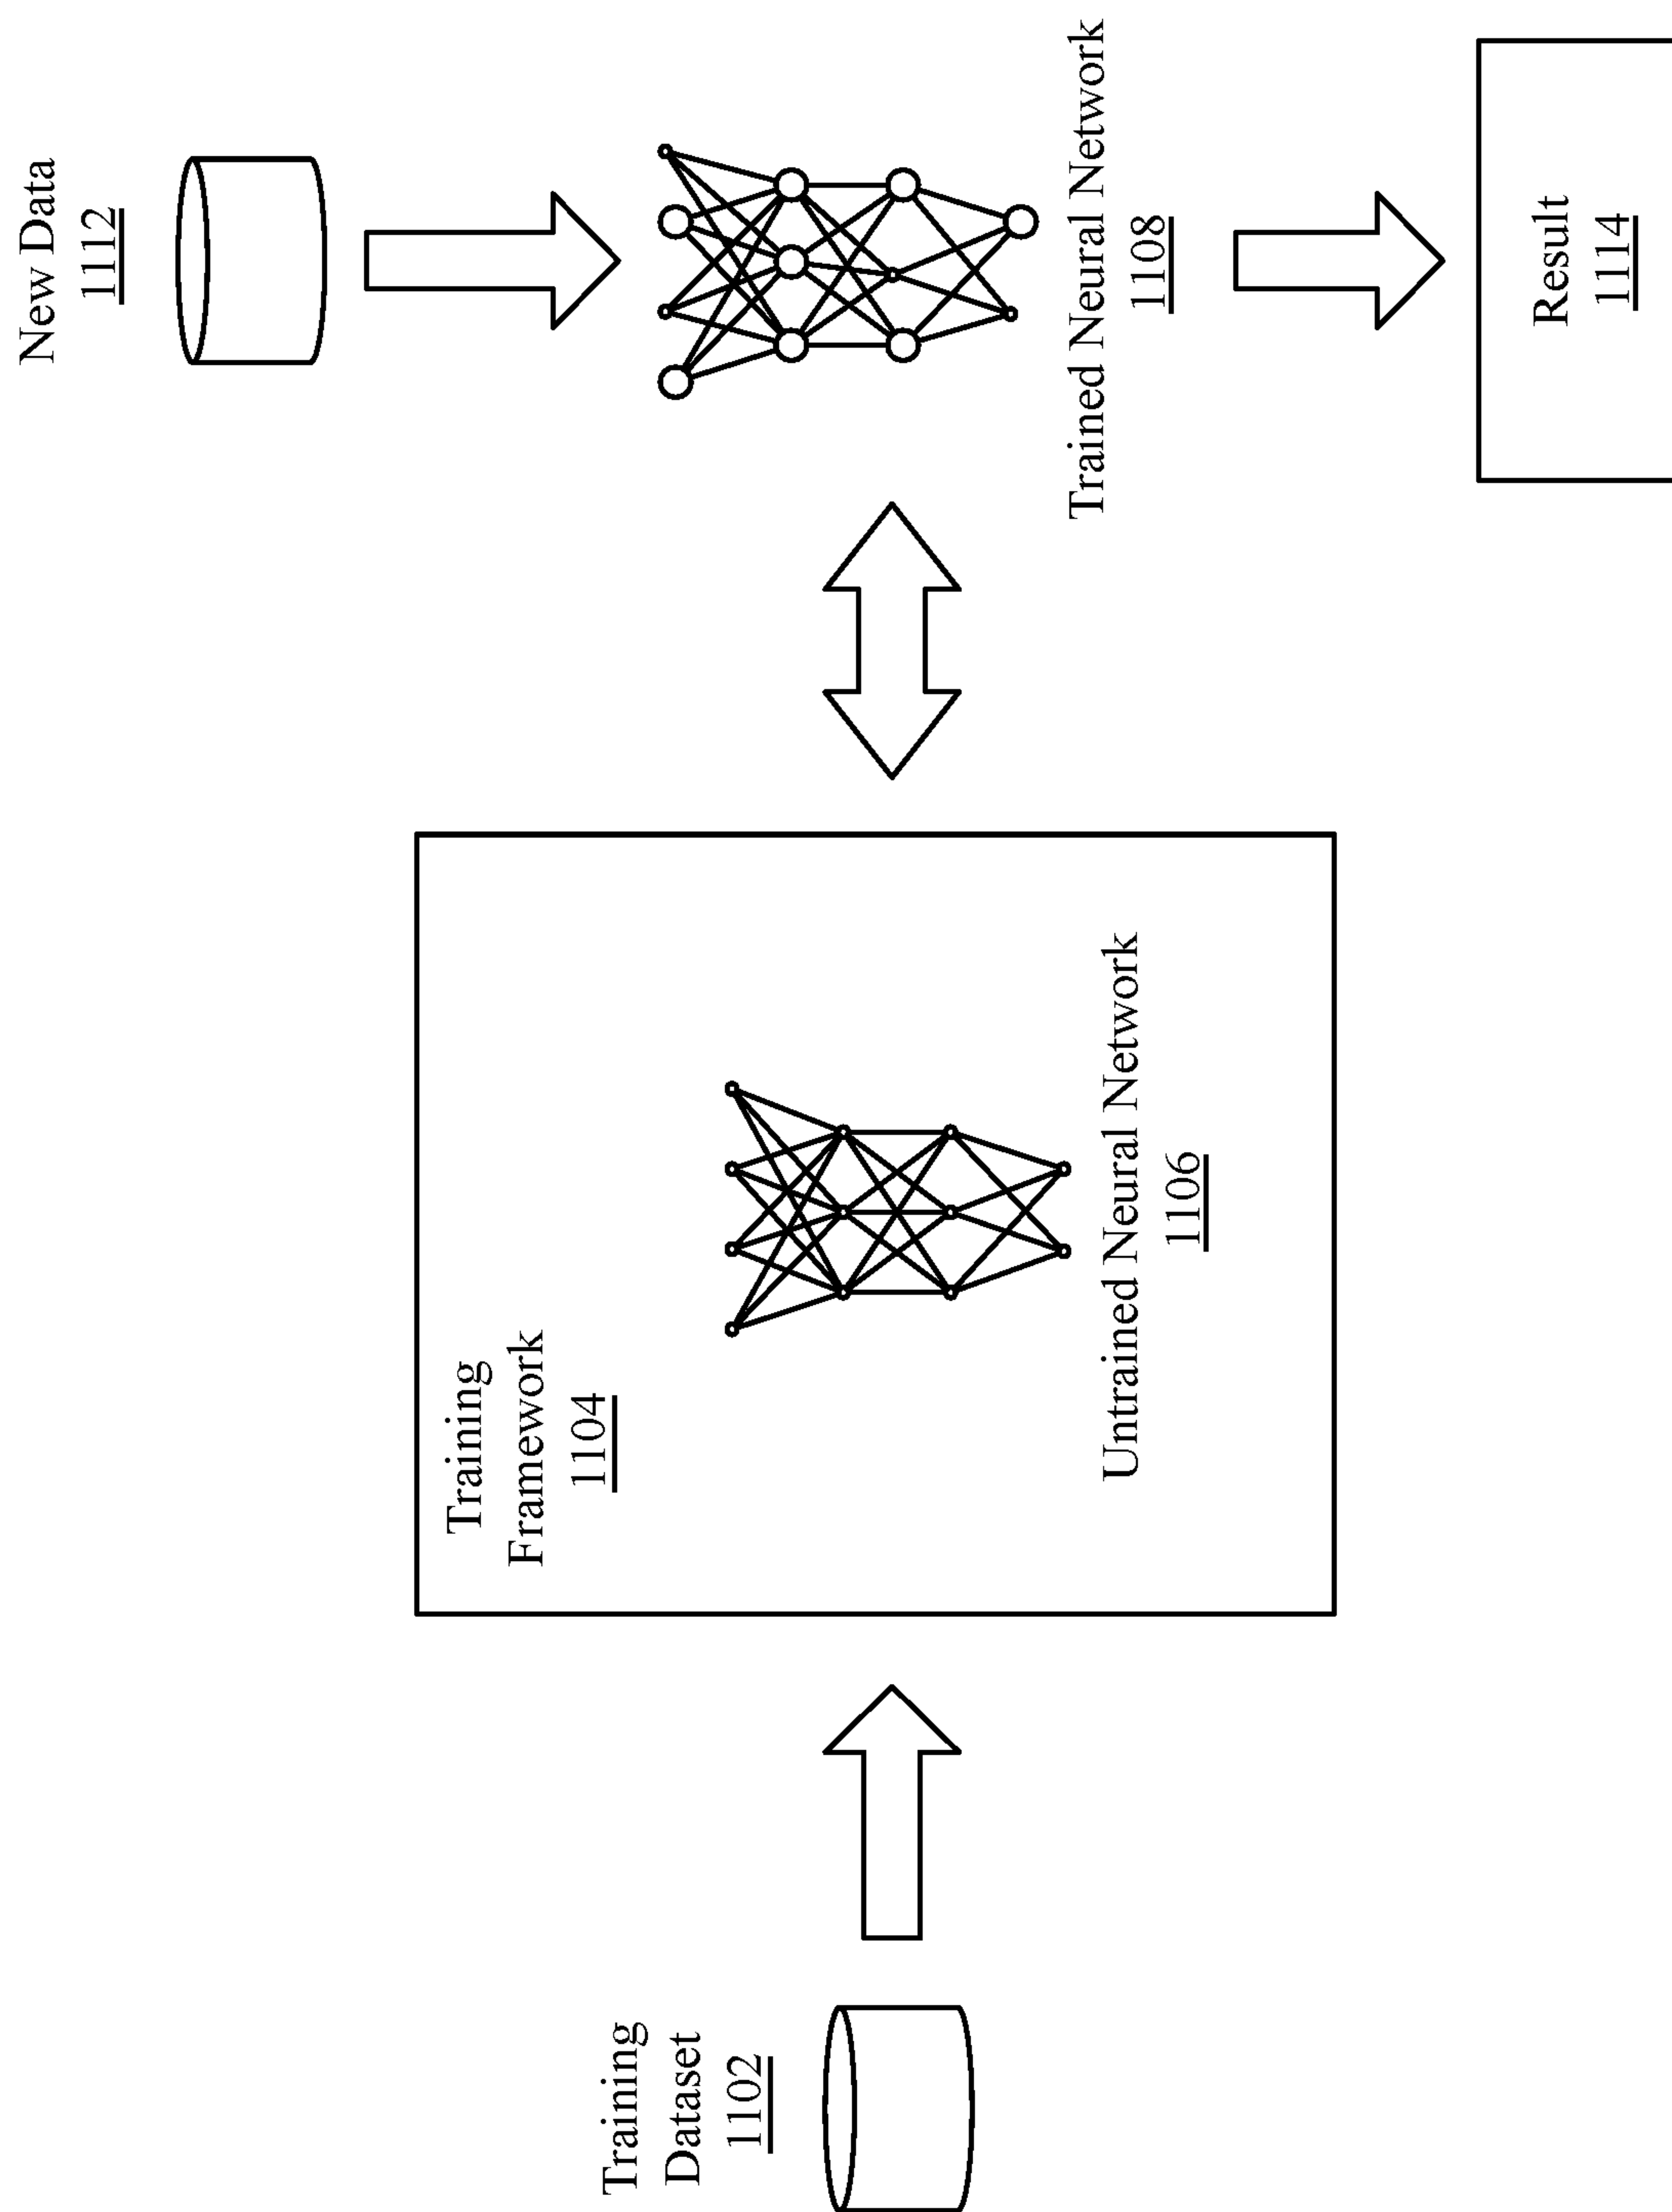 Training
Dataset
1102
Training
Framework
1104
Untrained Neural Network
1106
New Data
1112
Trained Neural Network
1108
Result
1114